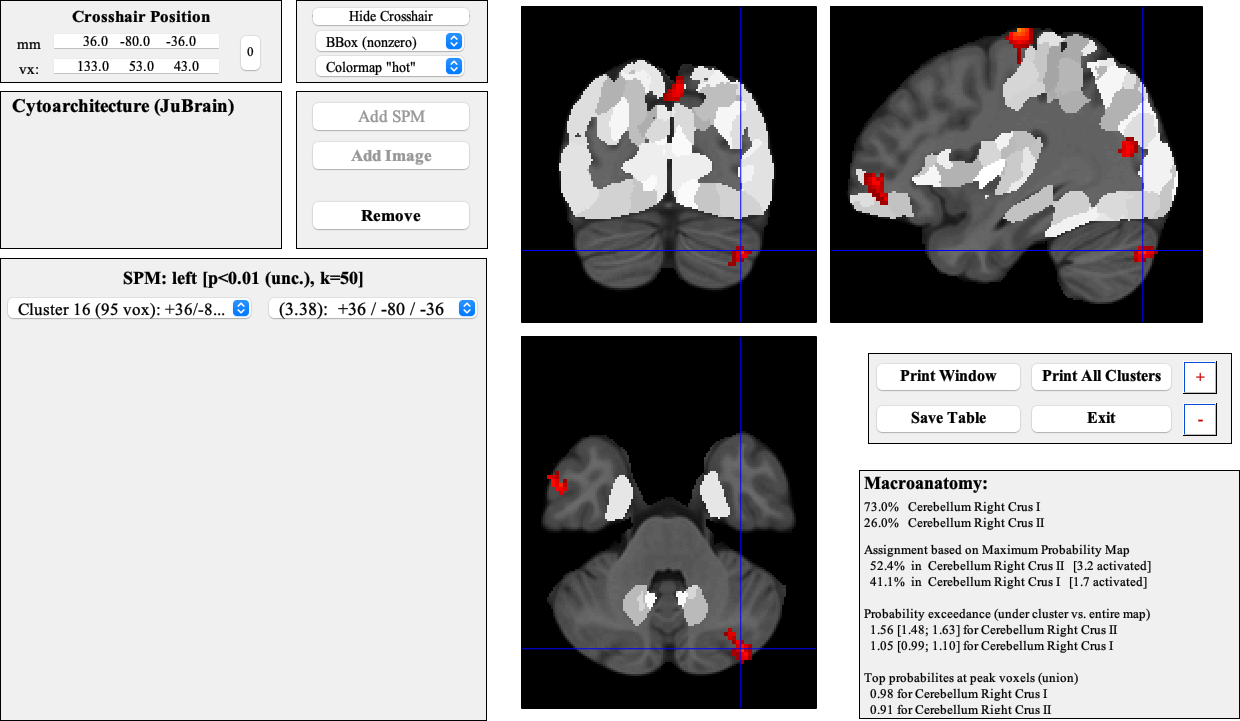 Crosshair Position
mm 36.0 -80.0 -36.0
vx: 133.0 53.0 43.0
0
Hide Crosshair
BBox (nonzero)
Colormap "hot"
Cytoarchitecture (JuBrain)
Add SPM
Add Image
Remove
SPM: left [p<0.01 (unc.), k=50]
Cluster 16 (95 vox): +36/-8...
(3.38): +36 / -80 / -36
Print Window
Print All Clusters
+
Save Table
Exit
-
Macroanatomy:
73.0% Cerebellum Right Crus I
26.0% Cerebellum Right Crus II
Assignment based on Maximum Probability Map
52.4% in Cerebellum Right Crus II [3.2 activated]
41.1% in Cerebellum Right Crus I [1.7 activated]
Probability exceedance (under cluster vs. entire map)
1.56 [1.48; 1.63] for Cerebellum Right Crus II
1.05 [0.99; 1.10] for Cerebellum Right Crus I
Top probabilites at peak voxels (union)
0.98 for Cerebellum Right Crus I
0.91 for Cerebellum Right Crus II